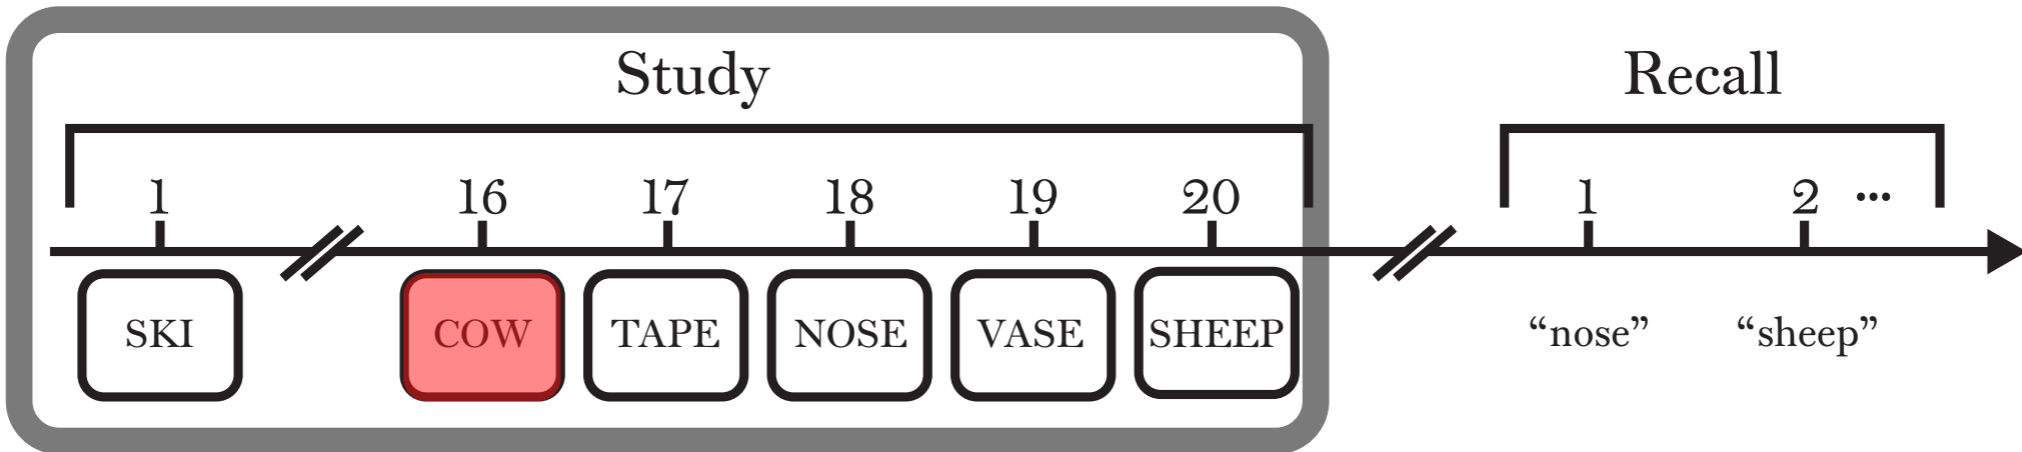 Study Recall
1 16 17 18 19 20 1 2 ...
SKI COW TAPE NOSE VASE SHEEP “nose” “sheep”